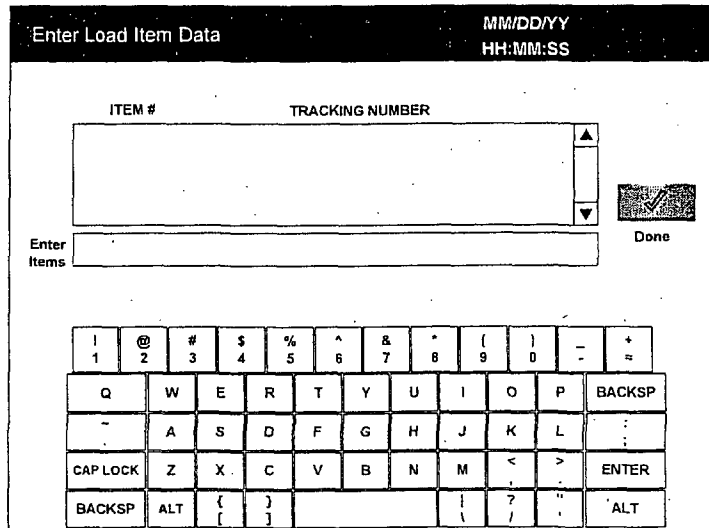 Enter Load Item Data
MM/DD/YY
HH:MM:SS
ITEM #
TRACKING NUMBER
Done
Enter
Items
! @ # $ % ^ & * ( ) _ +
1 2 3 4 5 6 7 8 9 0 - =
Q W E R T Y U I O P BACKSP
~ A S D F G H J K L :
;
CAP LOCK Z X C V B N M < > ENTER
, .
BACKSP ALT { } | ? " ALT
[ ] \ / '